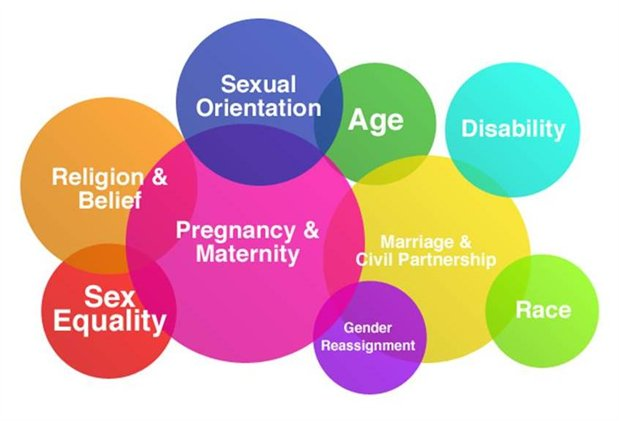 Sexual
Orientation
Age
Disability
Religion &
Belief
Pregnancy &
Maternity
Marriage &
Civil Partnership
Sex
Equality
Gender
Reassignment
Race